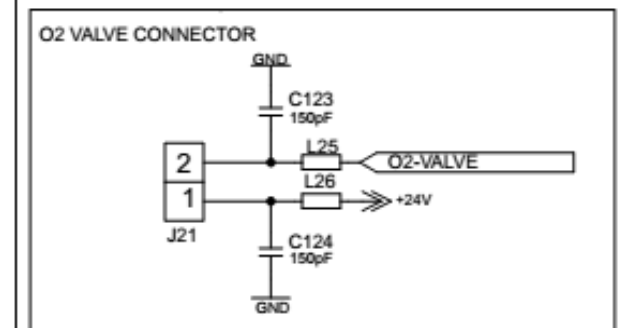 O2 VALVE CONNECTOR
GND
C123
150pF
L25
2
O2-VALVE
L26
1
+24V
J21
C124
150pF
GND